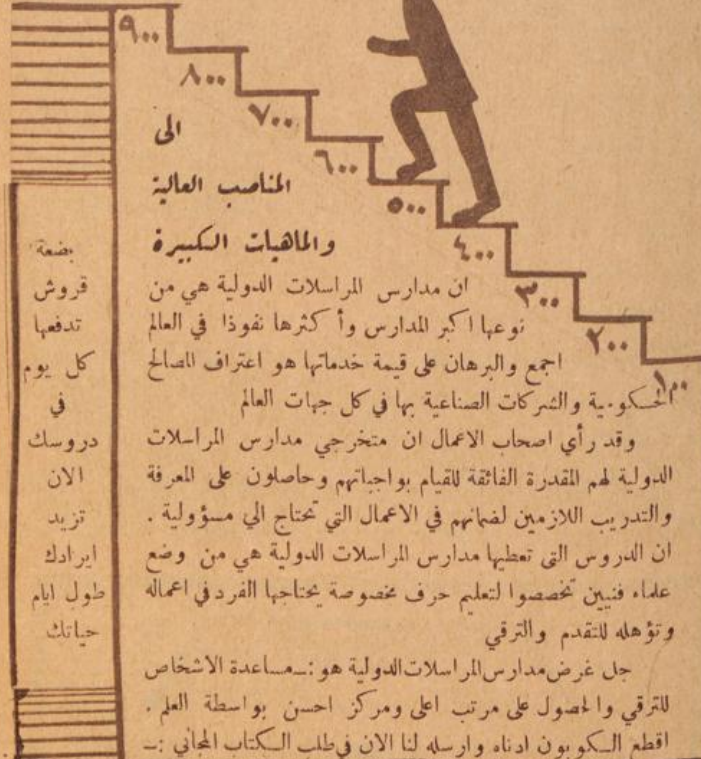 ٩٠٠
٨٠٠
٧٠٠
٦٠٠
٥٠٠
٤٠٠
٣٠٠
٢٠٠
١٠٠
الى
المناصب العالية
والماهيات الكبيرة
ان مدارس المراسلات الدولية هي من
نوعها اكبر المدارس وأ كثرها نفوذا في العالم
اجمع والبرهان على قيمة خدماتها هو اعتراف المصالح
الحكومية والشركات الصناعية بها في كل جهات العالم
وقد رأي اصحاب الاعمال ان متخرجي مدارس المراسلات
الدولية لهم المقدرة الفائقة للقيام بواجباتهم وحاصلون على المعرفة
والتدريب اللازمين لضمانهم في الاعمال التي تحتاج الي مسؤولية .
ان الدروس التى تعطيها مدارس المراسلات الدولية هي من وضع
علماء فنيين تخصصوا لتعليم حرف مخصوصة يحتاجها الفرد في اعماله
وتؤهله للتقدم والترقي
جل غرض مدارس المراسلات الدولية هو :ـ مساعدة الاشخاص
للترقي والحصول على مرتب اعلى ومركز احسن بواسطة العلم .
اقطع الكوبون ادناه وارسله لنا الان في طلب الكتاب المجاني :ـ
بضعة
قروش
تدفعها
كل يوم
في
دروسك
الان
تزيد
ايرادك
طول ايام
حياتك